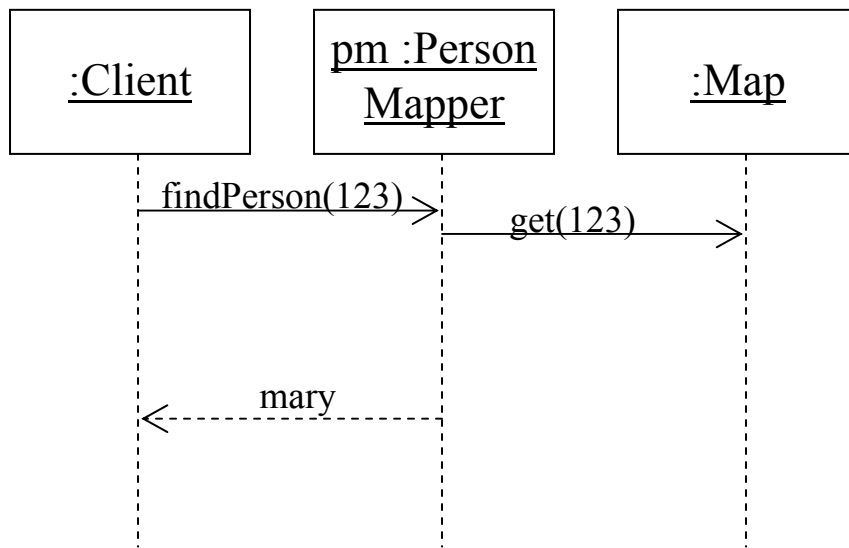 :Client
pm :Person
Mapper
:Map
findPerson(123)
get(123)
mary